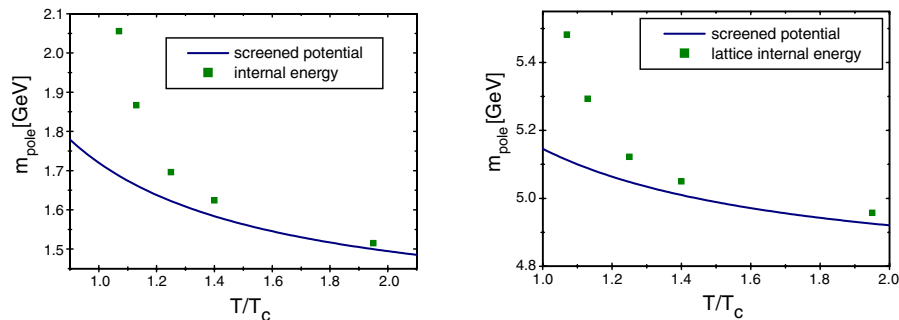 2.1
2.0
1.9
1.8
1.7
1.6
1.5
m_pole[GeV]
screened potential
internal energy
1.0 1.2 1.4 1.6 1.8 2.0
T/T_c
5.4
5.2
5.0
4.8
m_pole[GeV]
screened potential
lattice internal energy
1.0 1.2 1.4 1.6 1.8 2.0
T/T_c